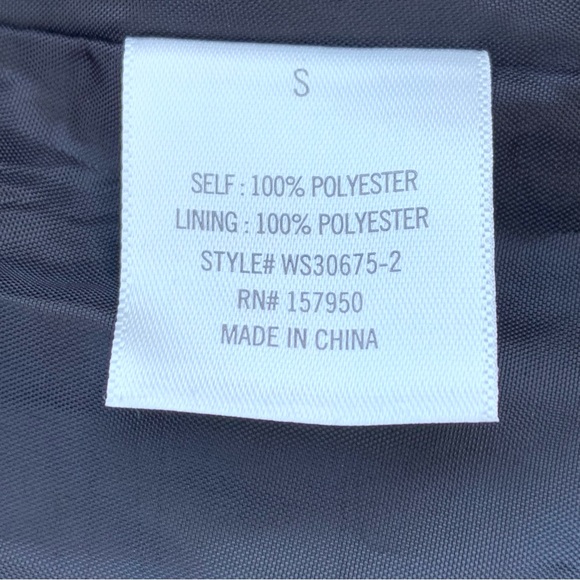 S
SELF : 100% POLYESTER
LINING : 100% POLYESTER
STYLE# WS30675-2
RN# 157950
MADE IN CHINA